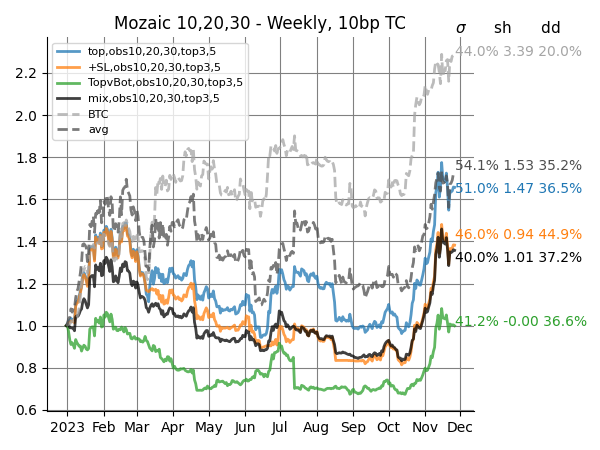 Mozaic 10,20,30 - Weekly, 10bp TC
σ sh dd
top,obs10,20,30,top3,5
+SL,obs10,20,30,top3,5
TopvBot,obs10,20,30,top3,5
mix,obs10,20,30,top3,5
BTC
avg
44.0% 3.39 20.0%
54.1% 1.53 35.2%
51.0% 1.47 36.5%
46.0% 0.94 44.9%
40.0% 1.01 37.2%
41.2% -0.00 36.6%
2.2
2.0
1.8
1.6
1.4
1.2
1.0
0.8
0.6
2023 Feb Mar Apr May Jun Jul Aug Sep Oct Nov Dec